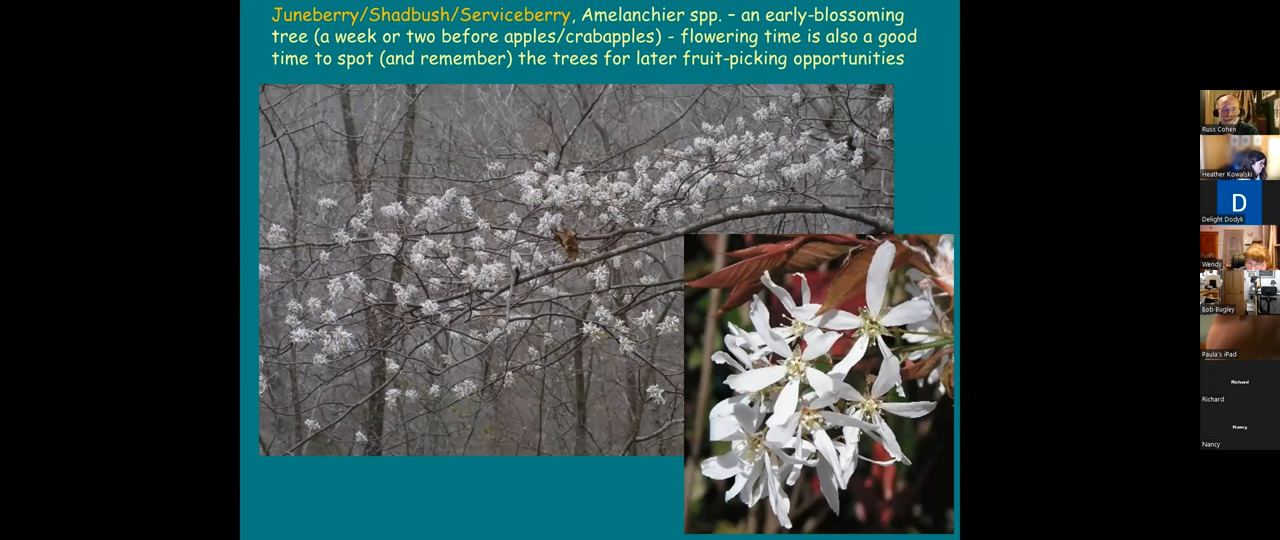 Juneberry/Shadbush/Serviceberry, Amelanchier spp. – an early-blossoming
tree (a week or two before apples/crabapples) - flowering time is also a good
time to spot (and remember) the trees for later fruit-picking opportunities
Russ Cohen
Heather Kowalski
D
Delight Dodyk
Wendy
Bob Bugley
Paula's iPad
Richard
Richard
Nancy
Nancy